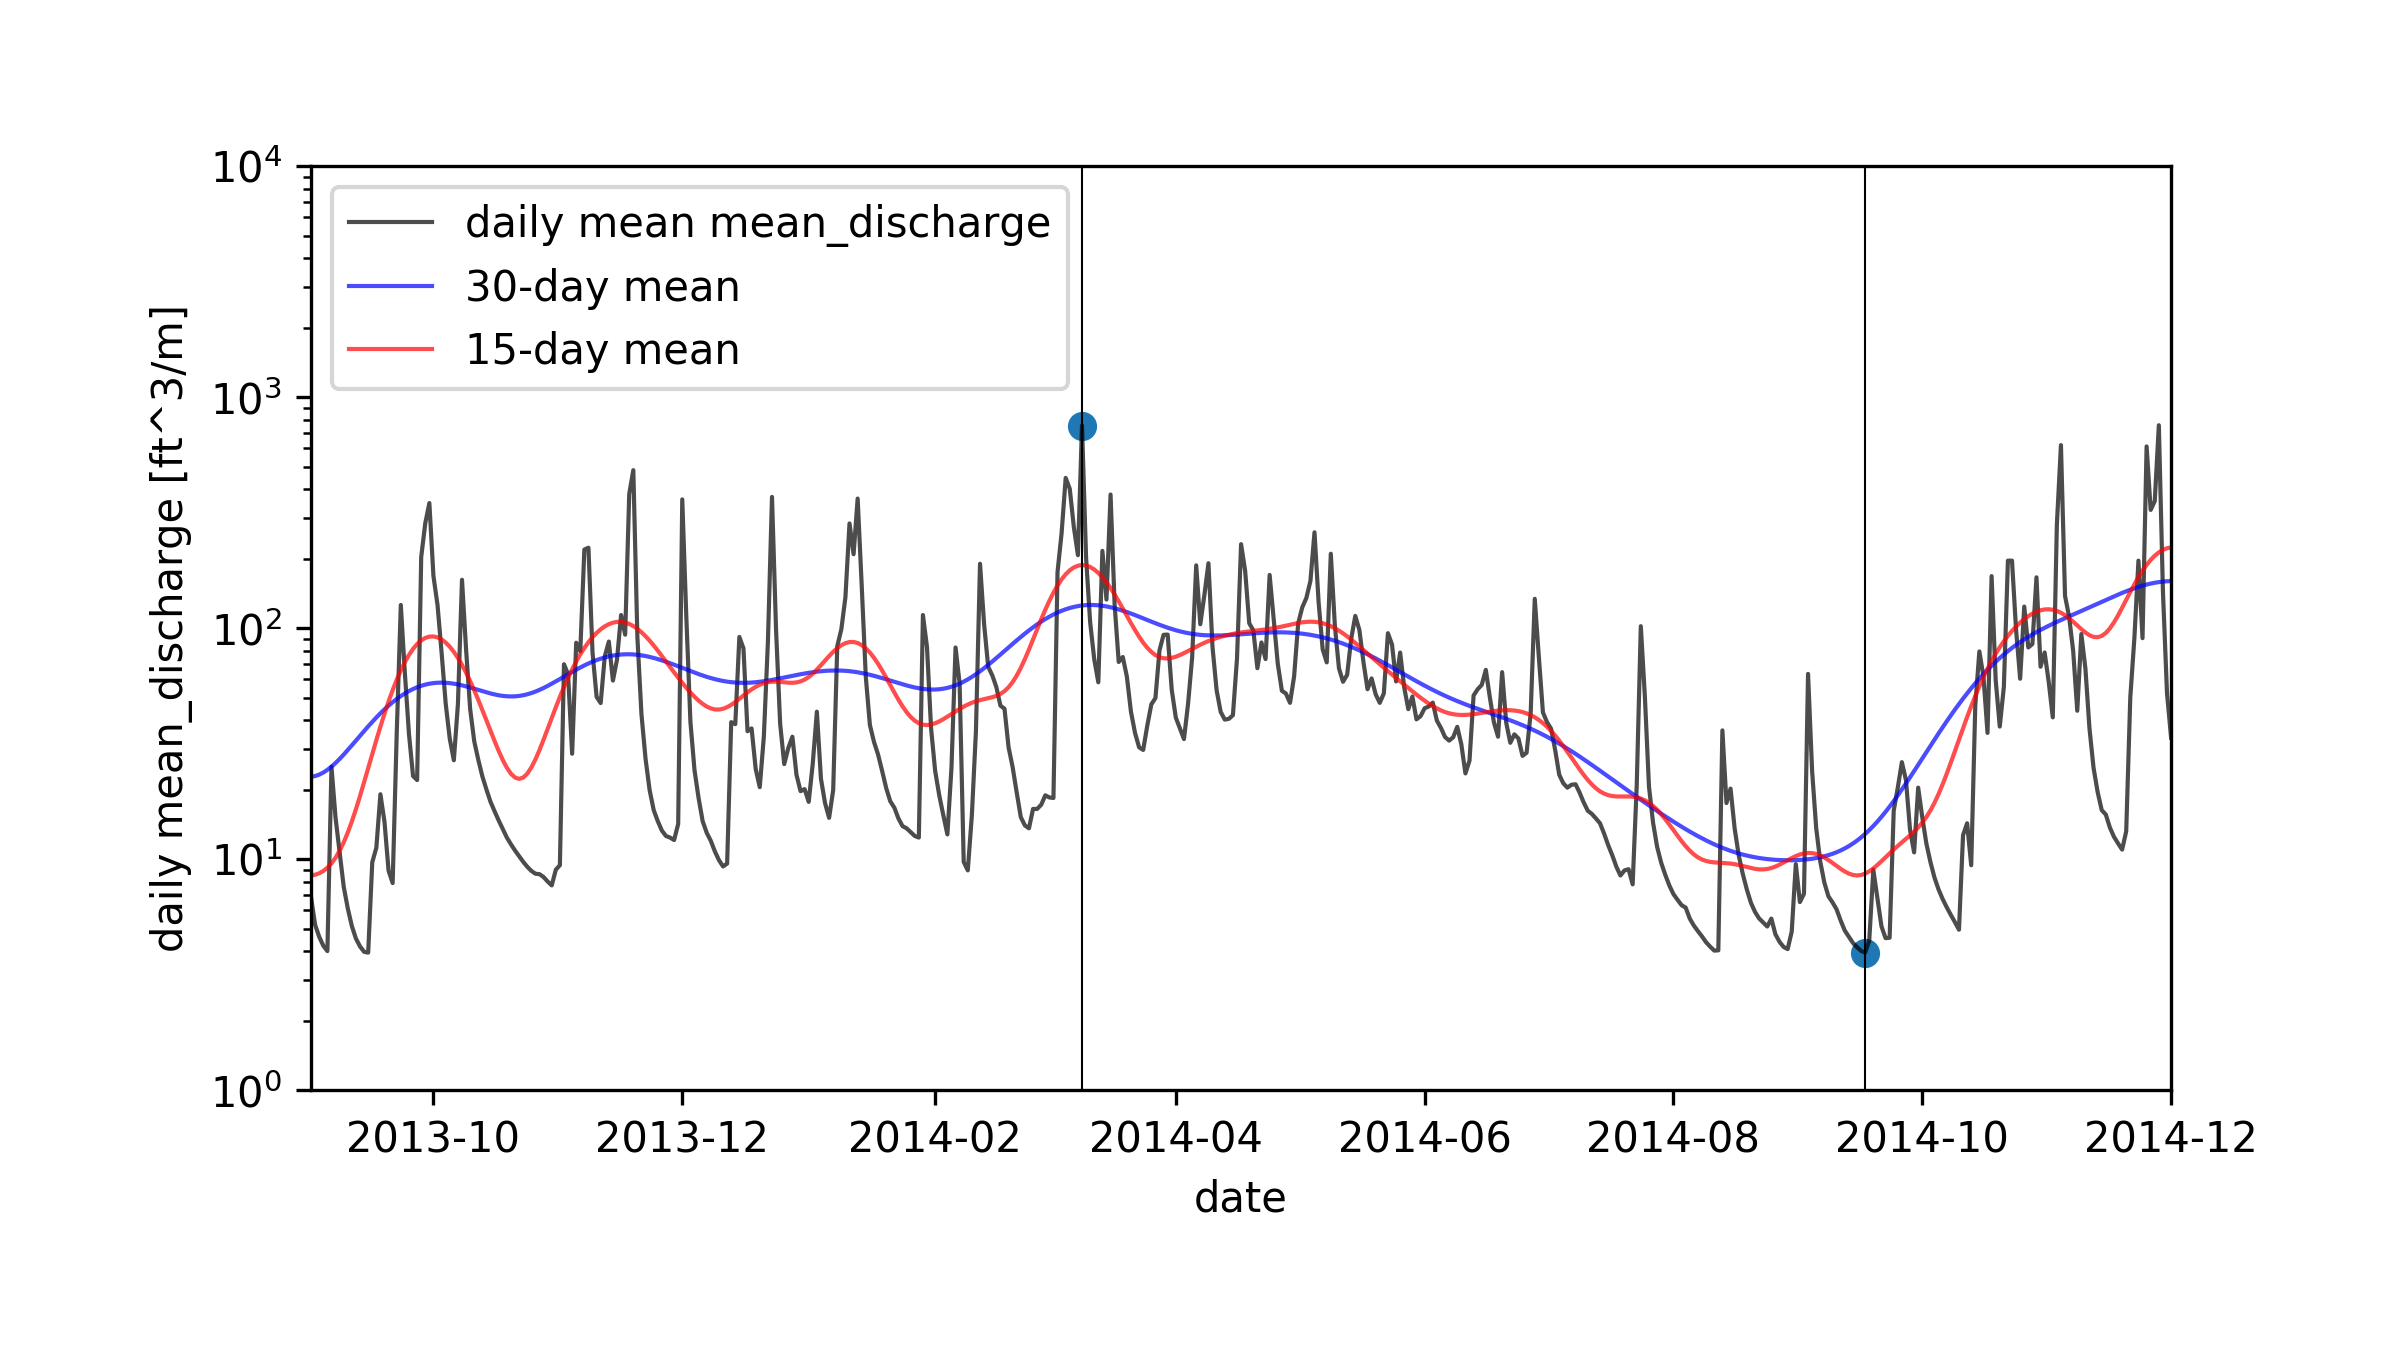 10^4
10^3
10^2
10^1
10^0
daily mean mean_discharge [ft^3/m]
daily mean mean_discharge
30-day mean
15-day mean
2013-10 2013-12 2014-02 2014-04 2014-06 2014-08 2014-10 2014-12
date